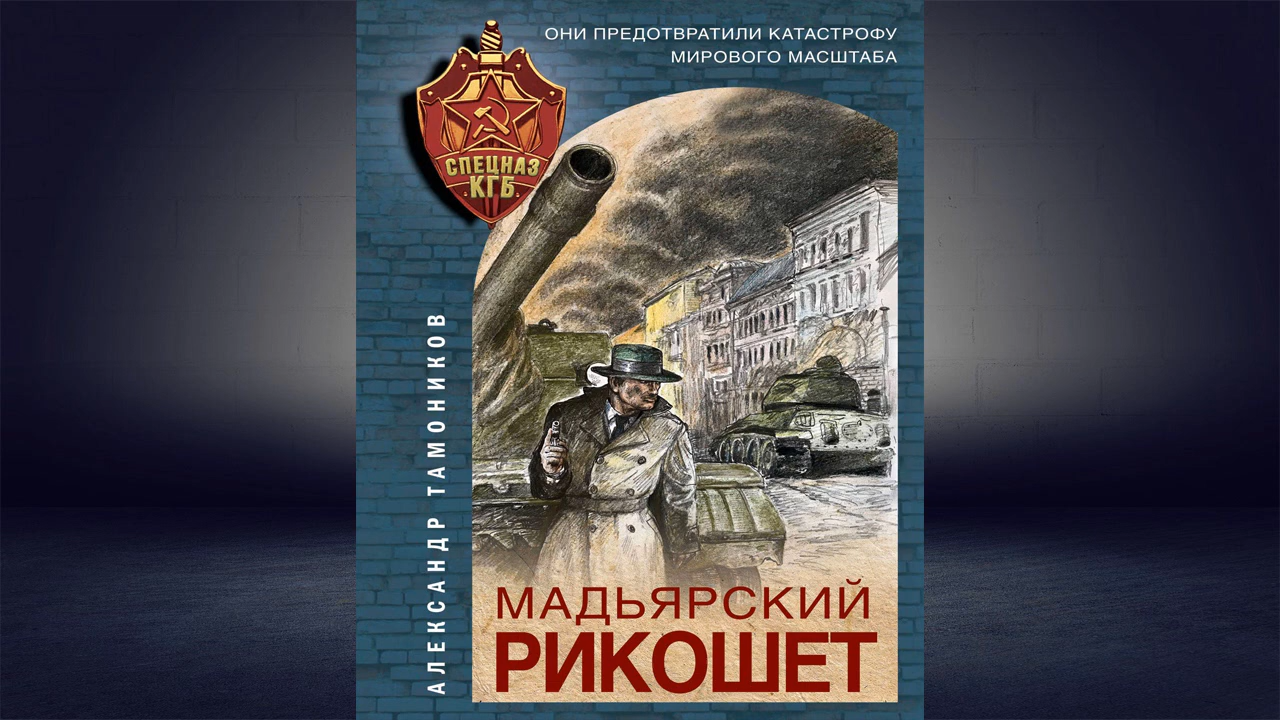 ОНИ ПРЕДОТВРАТИЛИ КАТАСТРОФУ
МИРОВОГО МАСШТАБА
СПЕЦНАЗ
КГБ
АЛЕКСАНДР ТАМОНИКОВ
МАДЬЯРСКИЙ
РИКОШЕТ